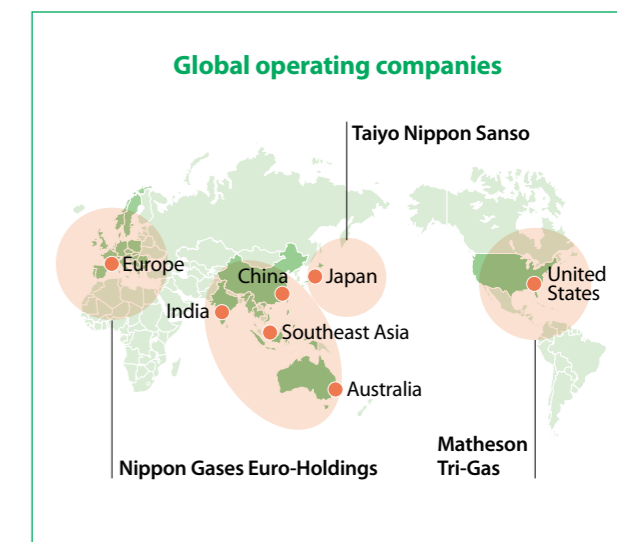 Global operating companies
Taiyo Nippon Sanso
Europe
China
Japan
United
States
India
Southeast Asia
Australia
Nippon Gases Euro-Holdings
Matheson
Tri-Gas